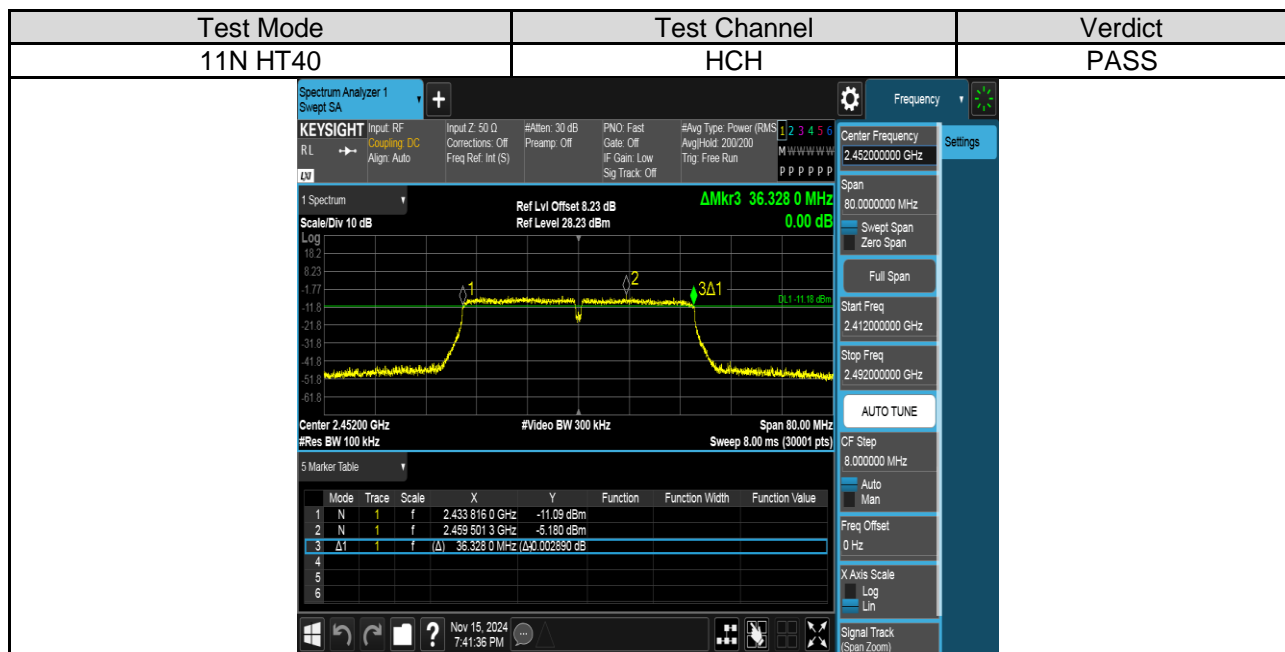 Test Mode Test Channel Verdict
11N HT40 HCH PASS
Spectrum Analyzer 1
Swept SA
+
Frequency
KEYSIGHT Input: RF Input Z: 50 Ω #Atten: 30 dB PNO: Fast #Avg Type: Power (RMS 1 2 3 4 5 6
RL Coupling: DC Corrections: Off Preamp: Off Gate: Off Avg|Hold: 200/200 M W W W W W
Align: Auto Freq Ref: Int (S) IF Gain: Low Trig: Free Run
LXI Sig Track: Off P P P P P P
Center Frequency
2.452000000 GHz
Settings
1 Spectrum Ref Lvl Offset 8.23 dB ΔMkr3 36.328 0 MHz
Scale/Div 10 dB Ref Level 28.23 dBm 0.00 dB
Log
18.2
8.23
-1.77
-11.8
-21.8
-31.8
-41.8
-51.8
-61.8
1
2
3Δ1
DL1 -11.18 dBm
Center 2.45200 GHz #Video BW 300 kHz Span 80.00 MHz
#Res BW 100 kHz Sweep 8.00 ms (30001 pts)
Span
80.0000000 MHz
Swept Span
Zero Span
Full Span
Start Freq
2.412000000 GHz
Stop Freq
2.492000000 GHz
AUTO TUNE
CF Step
8.000000 MHz
Auto
Man
Freq Offset
0 Hz
X Axis Scale
Log
Lin
Signal Track
(Span Zoom)
5 Marker Table
Mode Trace Scale X Y Function Function Width Function Value
1 N 1 f 2.433 816 0 GHz -11.09 dBm
2 N 1 f 2.459 501 3 GHz -5.180 dBm
3 Δ1 1 f (Δ) 36.328 0 MHz (Δ) -0.002890 dB
4
5
6
?
Nov 15, 2024
7:41:36 PM